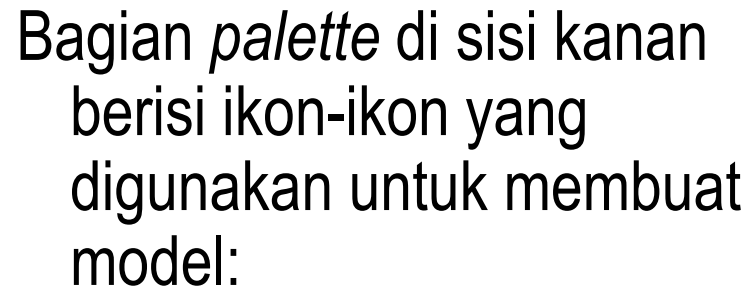 Bagian palette di sisi kanan
berisi ikon-ikon yang
digunakan untuk membuat
model: